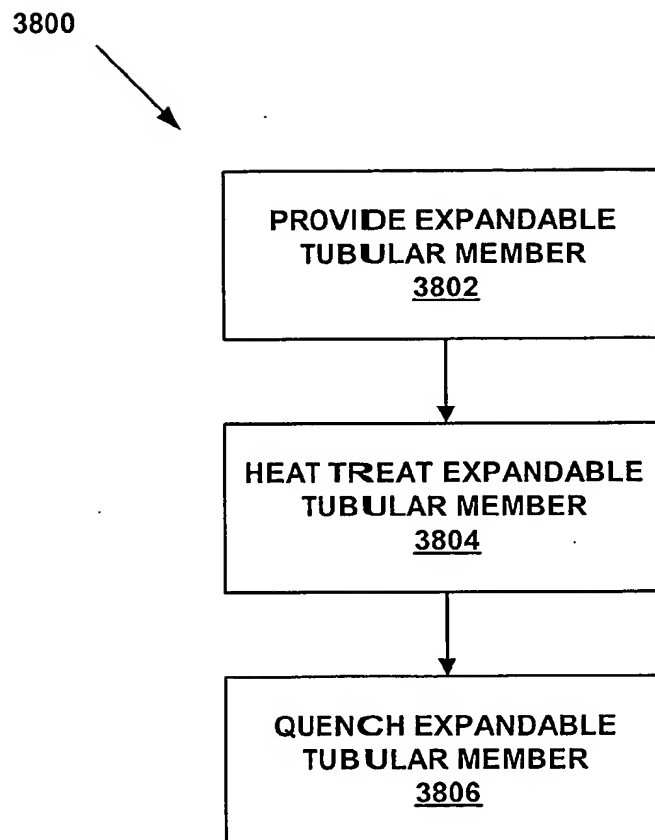 3800
PROVIDE EXPANDABLE
TUBULAR MEMBER
3802
HEAT TREAT EXPANDABLE
TUBULAR MEMBER
3804
QUENCH EXPANDABLE
TUBULAR MEMBER
3806